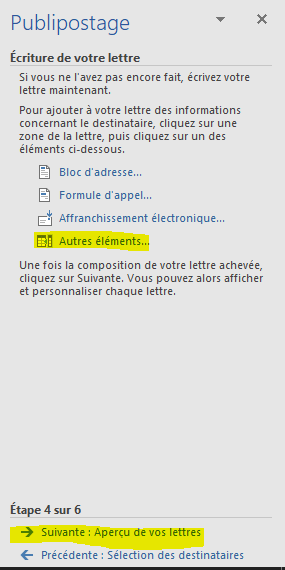 Publipostage
Écriture de votre lettre
Si vous ne l'avez pas encore fait, écrivez votre
lettre maintenant.
Pour ajouter à votre lettre des informations
concernant le destinataire, cliquez sur une
zone de la lettre, puis cliquez sur un des
éléments ci-dessous.
Bloc d'adresse...
Formule d'appel...
Affranchissement électronique...
Autres éléments...
Une fois la composition de votre lettre achevée,
cliquez sur Suivante. Vous pouvez alors afficher
et personnaliser chaque lettre.
Étape 4 sur 6
Suivante : Aperçu de vos lettres
Précédente : Sélection des destinataires